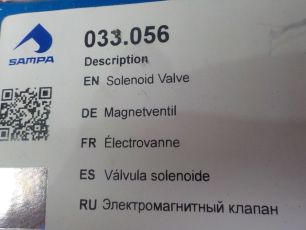 033.056
SAMPA
Description
EN Solenoid Valve
DE Magnetventil
FR Électrovanne
ES Válvula solenoide
RU Электромагнитный клапан